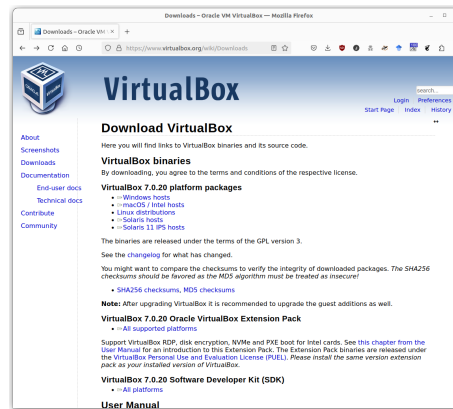 Downloads – Oracle VM VirtualBox — Mozilla Firefox
Downloads – Oracle VM V
https://www.virtualbox.org/wiki/Downloads
VirtualBox
search...
Login Preferences
Start Page Index History
About
Screenshots
Downloads
Documentation
End-user docs
Technical docs
Contribute
Community
Download VirtualBox
Here you will find links to VirtualBox binaries and its source code.
VirtualBox binaries
By downloading, you agree to the terms and conditions of the respective license.
VirtualBox 7.0.20 platform packages
Windows hosts
macOS / Intel hosts
Linux distributions
Solaris hosts
Solaris 11 IPS hosts
The binaries are released under the terms of the GPL version 3.
See the changelog for what has changed.
You might want to compare the checksums to verify the integrity of downloaded packages. The SHA256
checksums should be favored as the MD5 algorithm must be treated as insecure!
SHA256 checksums, MD5 checksums
Note: After upgrading VirtualBox it is recommended to upgrade the guest additions as well.
VirtualBox 7.0.20 Oracle VirtualBox Extension Pack
All supported platforms
Support VirtualBox RDP, disk encryption, NVMe and PXE boot for Intel cards. See this chapter from the
User Manual for an introduction to this Extension Pack. The Extension Pack binaries are released under
the VirtualBox Personal Use and Evaluation License (PUEL). Please install the same version extension
pack as your installed version of VirtualBox.
VirtualBox 7.0.20 Software Developer Kit (SDK)
All platforms
User Manual